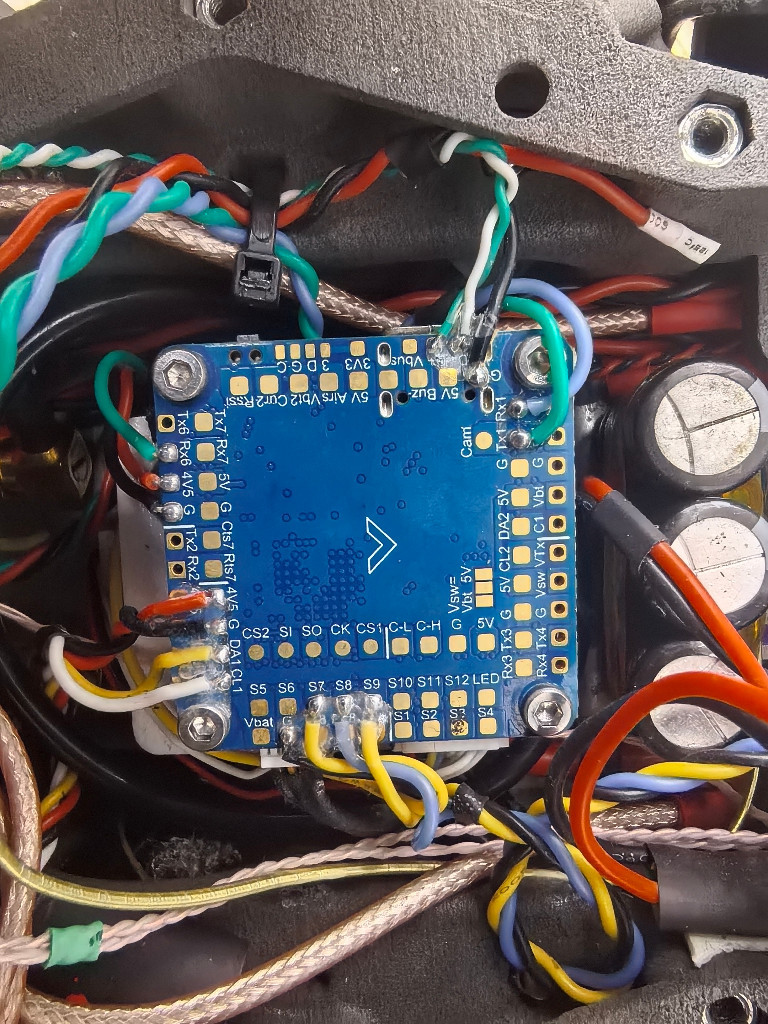 3 D G C
3V3
Vbus
G
Rssi
Cur2
Vbt2
Airs
5V
Buz
5V
Cam
Tx1 Rx1
Tx6
Tx7
Rx6
Rx7
4V5
5V
G
G
Tx2
Cts7
Rx2
Rts7
4V5
G
DA1
CL1
G
G
5V
Vbt
DA2
C1
CL2
VTx
5V
Vsw
G
G
Tx3
Tx4
Rx3
Rx4
Vsw=
Vbt 5V
CS2 SI SO CK CS1 C-L C-H G 5V
S5 S6 S7 S8 S9 S10 S11 S12 LED
Vbat G
S1 S2 S3 S4